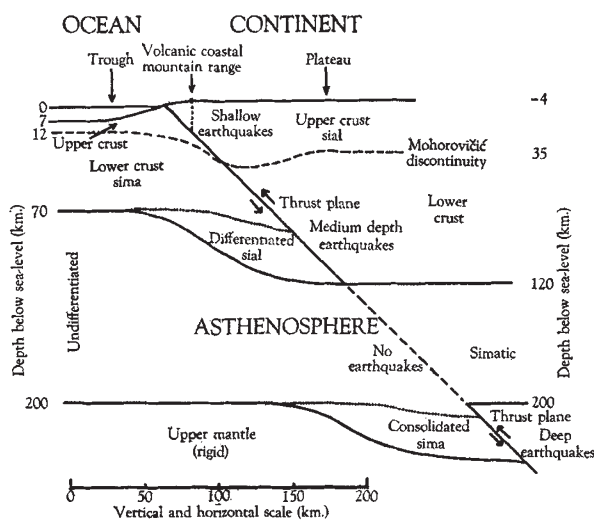 OCEAN
CONTINENT
Trough
Volcanic coastal
mountain range
Plateau
0
7
12
-4
Upper crust
Shallow
earthquakes
Upper crust
sial
Mohorovičić
discontinuity
35
Lower crust
sima
Thrust plane
Lower
crust
70
Differentiated
sial
Medium depth
earthquakes
120
Depth below sea-level (km.)
Undifferentiated
Depth below sea-level (km.)
ASTHENOSPHERE
No
earthquakes
Simatic
200
200
Thrust plane
Upper mantle
(rigid)
Consolidated
sima
Deep
earthquakes
0 50 100 150 200
Vertical and horizontal scale (km.)